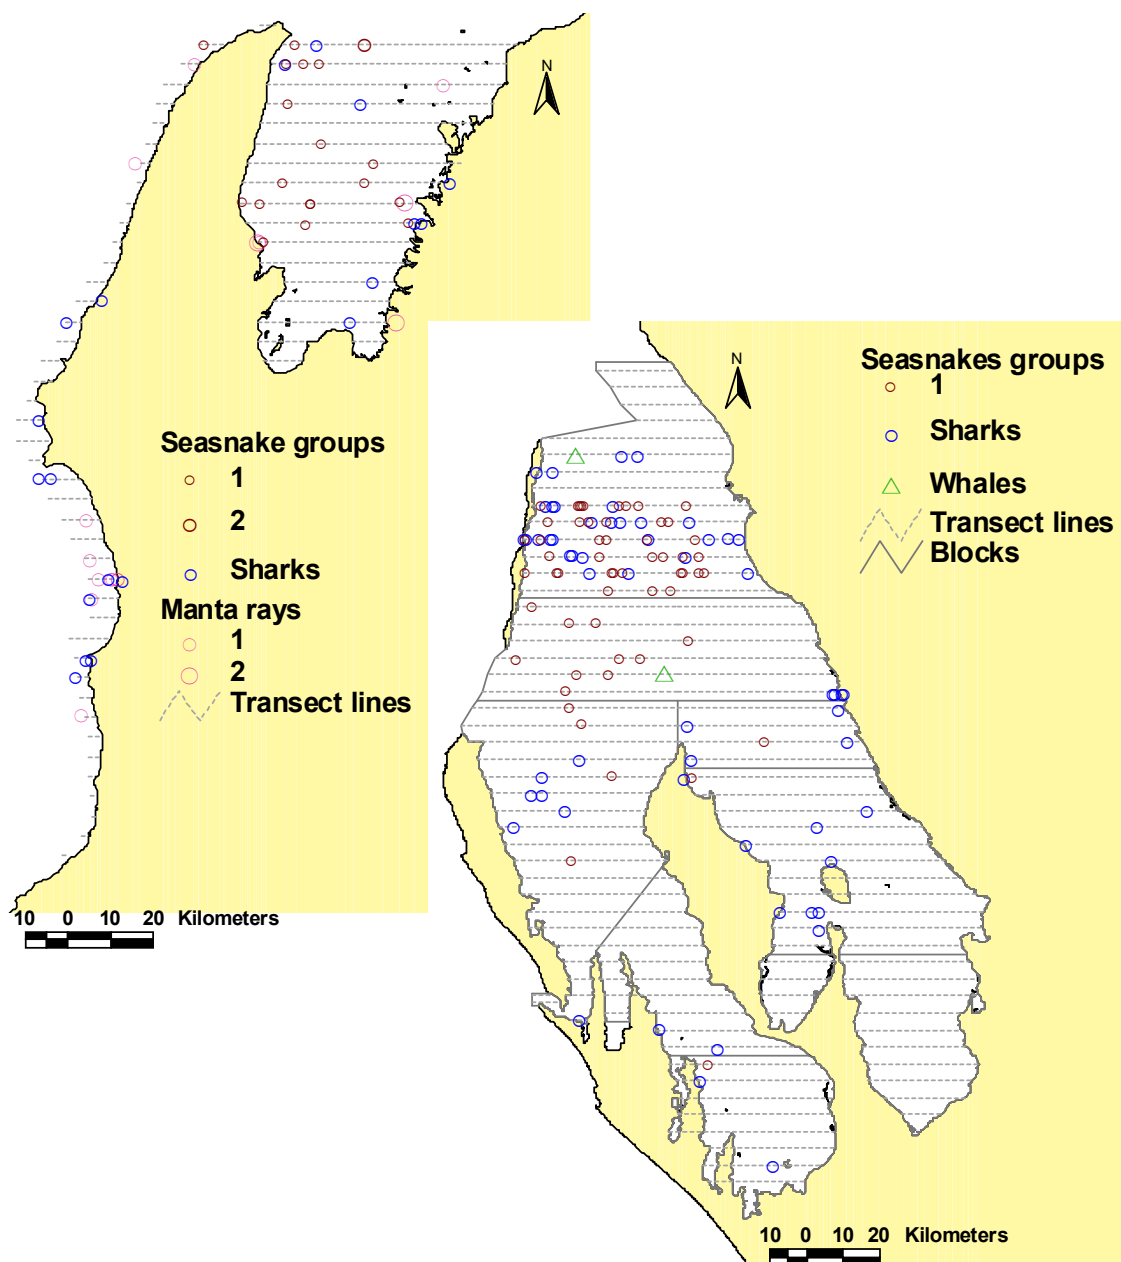 N
Seasnake groups
1
2
Sharks
Manta rays
1
2
Transect lines
10 0 10 20 Kilometers
N
Seasnakes groups
1
Sharks
Whales
Transect lines
Blocks
10 0 10 20 Kilometers